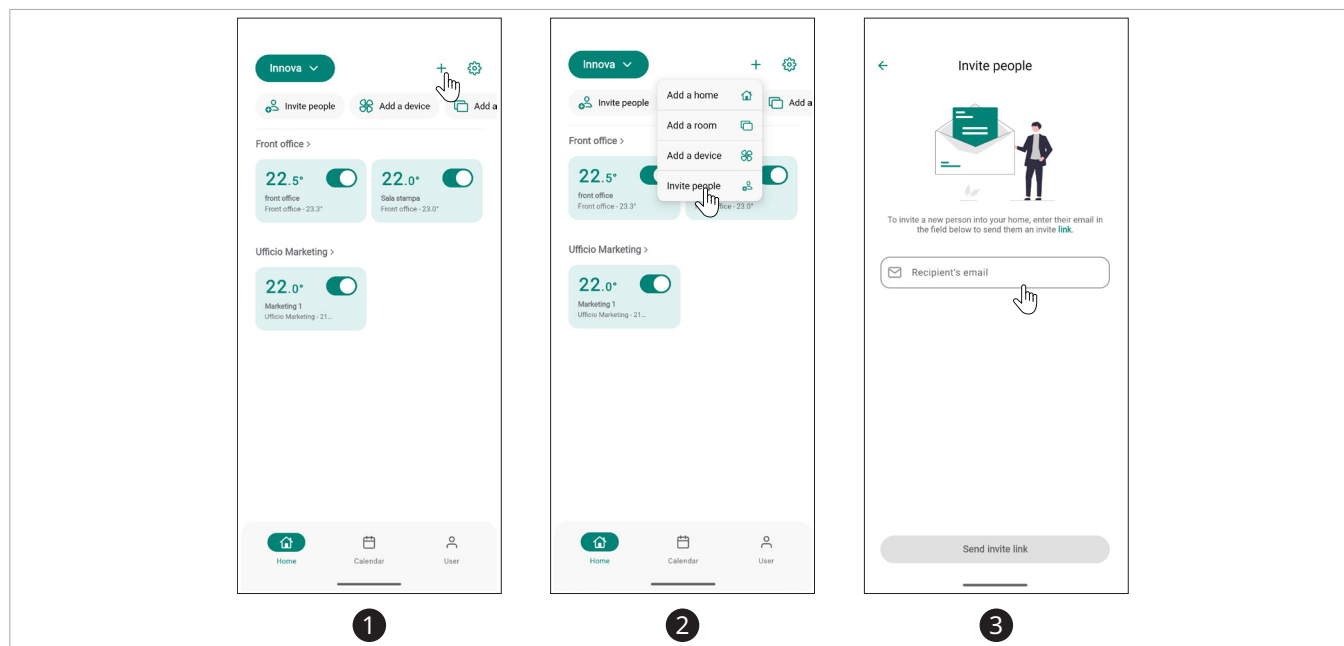 Innova
Invite people
Add a device
Add a
Front office >
22.5°
front office
Front office - 23.3°
22.0°
Sala stampa
Front office - 23.0°
Ufficio Marketing >
22.0°
Marketing 1
Ufficio Marketing - 21...
Home
Calendar
User
1
Innova
Invite people
Add a
Add a home
Add a room
Add a device
Invite people
Front office >
22.5°
front office
Front office - 23.3°
office - 23.0°
Ufficio Marketing >
22.0°
Marketing 1
Ufficio Marketing - 21...
Home
Calendar
User
2
Invite people
To invite a new person into your home, enter their email in
the field below to send them an invite link.
Recipient's email
Send invite link
3